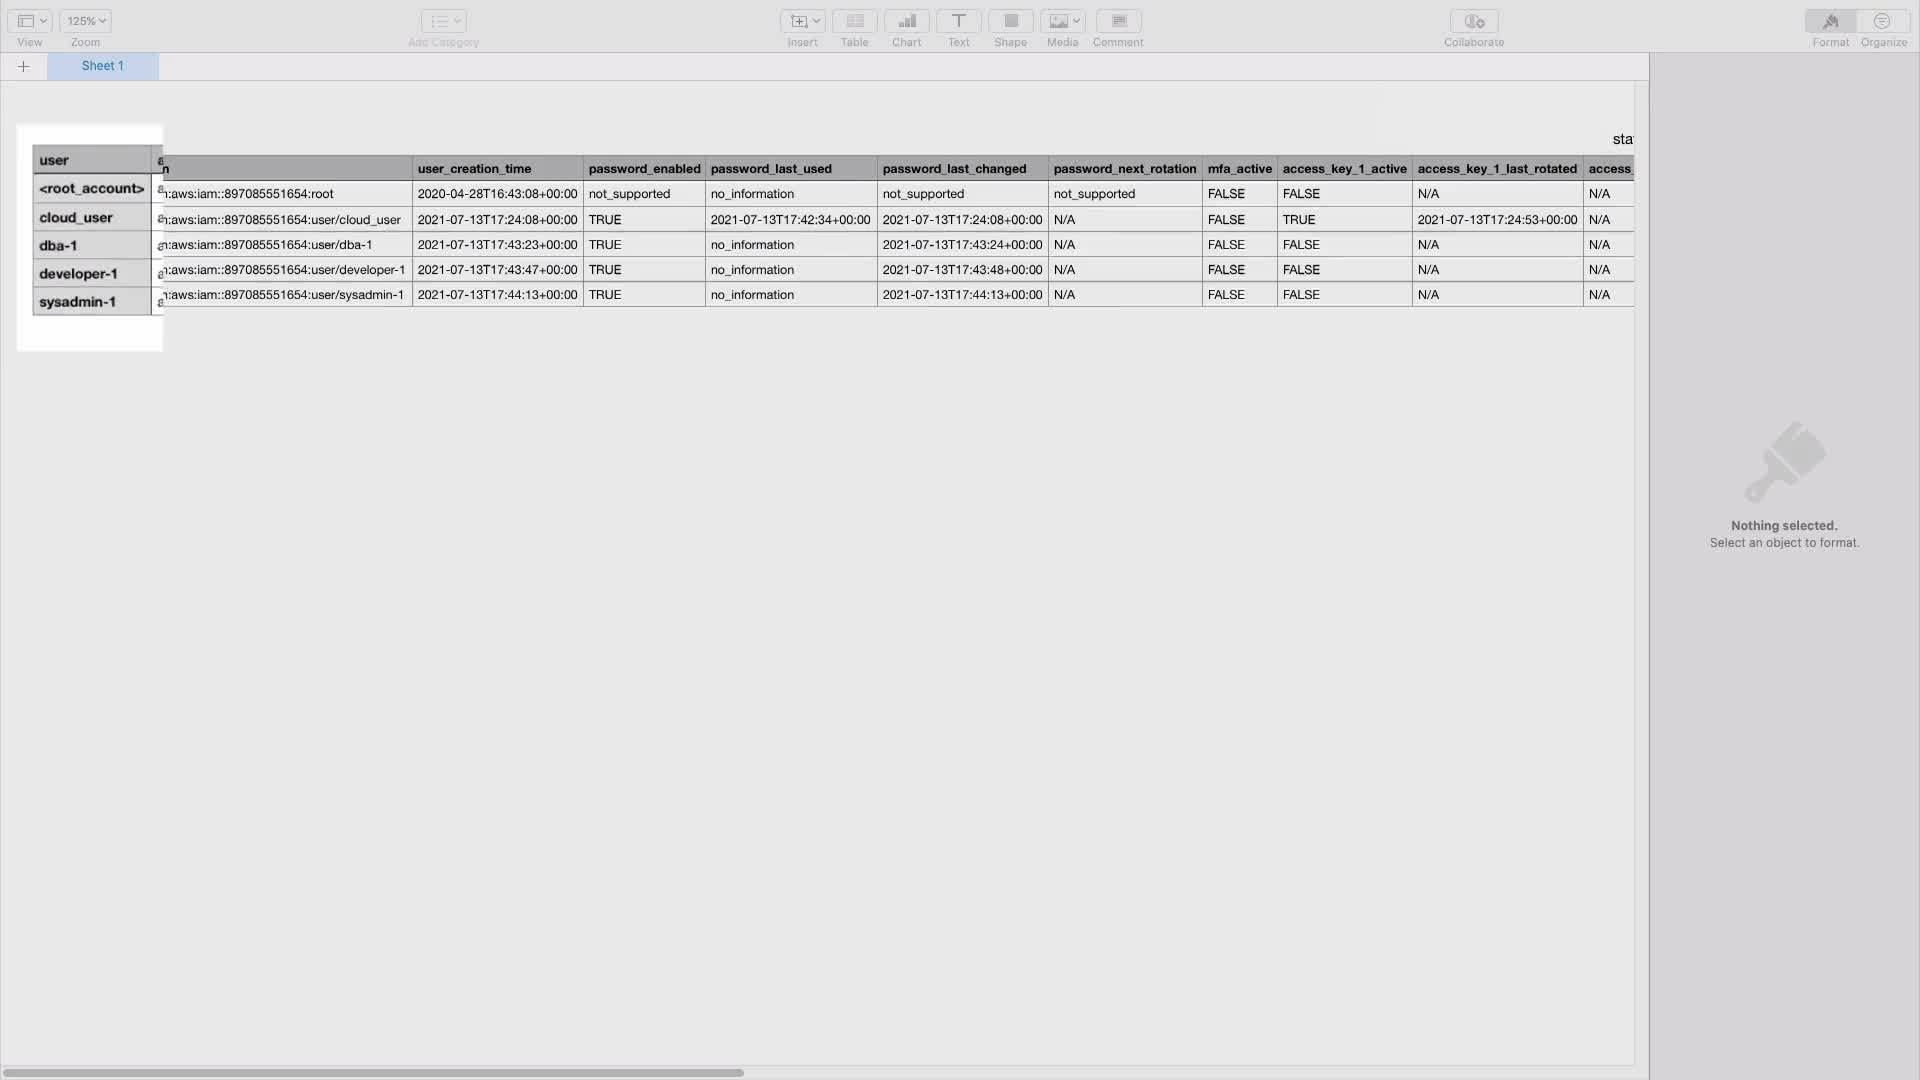 125%
View Zoom Add Category Insert Table Chart Text Shape Media Comment Collaborate Format Organize
Sheet 1
sta
user a n user_creation_time password_enabled password_last_used password_last_changed password_next_rotation mfa_active access_key_1_active access_key_1_last_rotated access_
<root_account> a n:aws:iam::897085551654:root 2020-04-28T16:43:08+00:00 not_supported no_information not_supported not_supported FALSE FALSE N/A N/A
cloud_user a n:aws:iam::897085551654:user/cloud_user 2021-07-13T17:24:08+00:00 TRUE 2021-07-13T17:42:34+00:00 2021-07-13T17:24:08+00:00 N/A FALSE TRUE 2021-07-13T17:24:53+00:00 N/A
dba-1 a n:aws:iam::897085551654:user/dba-1 2021-07-13T17:43:23+00:00 TRUE no_information 2021-07-13T17:43:24+00:00 N/A FALSE FALSE N/A N/A
developer-1 a n:aws:iam::897085551654:user/developer-1 2021-07-13T17:43:47+00:00 TRUE no_information 2021-07-13T17:43:48+00:00 N/A FALSE FALSE N/A N/A
sysadmin-1 a n:aws:iam::897085551654:user/sysadmin-1 2021-07-13T17:44:13+00:00 TRUE no_information 2021-07-13T17:44:13+00:00 N/A FALSE FALSE N/A N/A
Nothing selected.
Select an object to format.